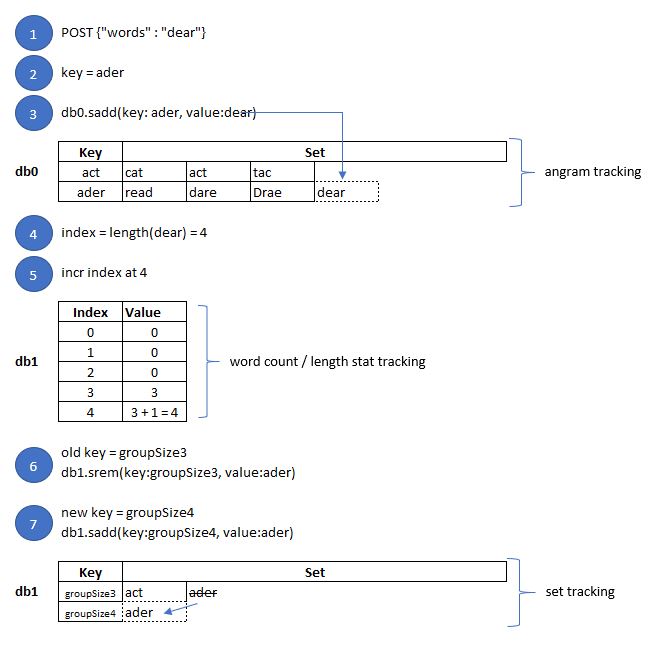 1 POST {"words" : "dear"}
2 key = ader
3 db0.sadd(key: ader, value:dear)
Key Set
db0 act cat act tac angram tracking
ader read dare Drae dear
4 index = length(dear) = 4
5 incr index at 4
Index Value
0 0
1 0
db1 2 0 word count / length stat tracking
3 3
4 3 + 1 = 4
old key = groupSize3
6 db1.srem(key:groupSize3, value:ader)
new key = groupSize4
7 db1.sadd(key:groupSize4, value:ader)
Key Set
db1 groupSize3 act ader set tracking
groupSize4 ader